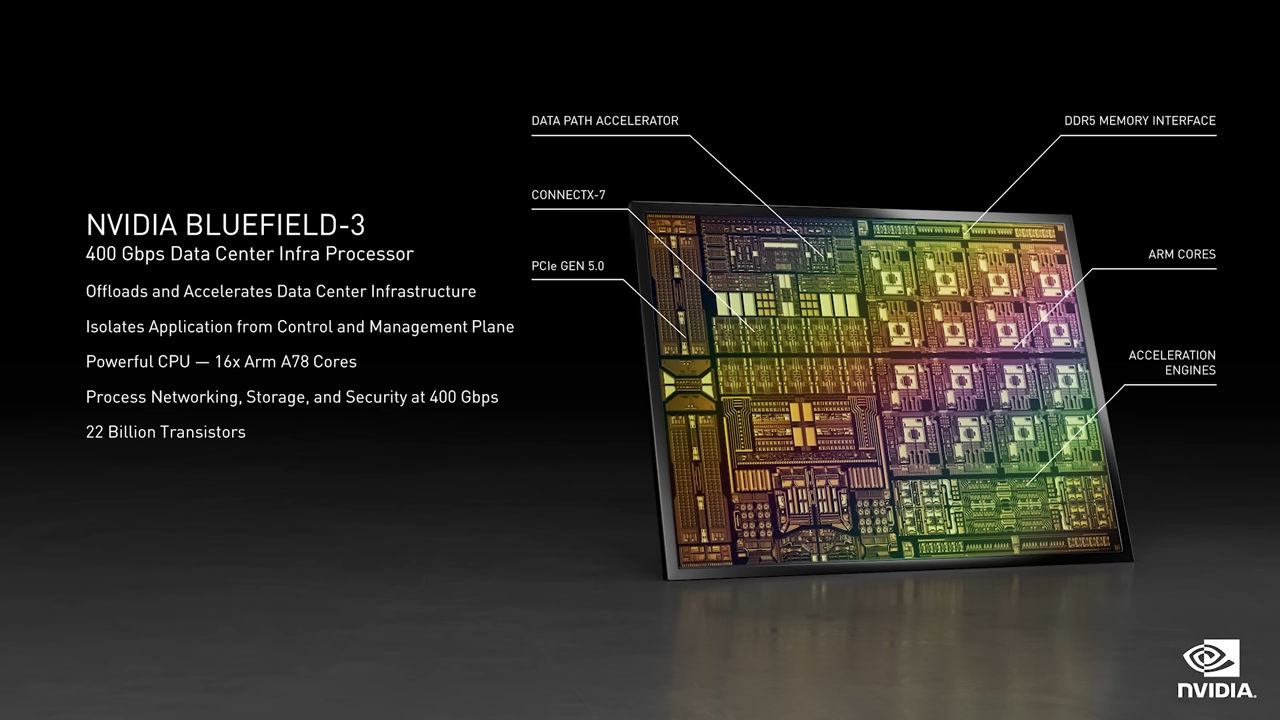 NVIDIA BLUEFIELD-3
400 Gbps Data Center Infra Processor
Offloads and Accelerates Data Center Infrastructure
Isolates Application from Control and Management Plane
Powerful CPU — 16x Arm A78 Cores
Process Networking, Storage, and Security at 400 Gbps
22 Billion Transistors
DATA PATH ACCELERATOR
CONNECTX-7
PCIe GEN 5.0
DDR5 MEMORY INTERFACE
ARM CORES
ACCELERATION
ENGINES
NVIDIA.